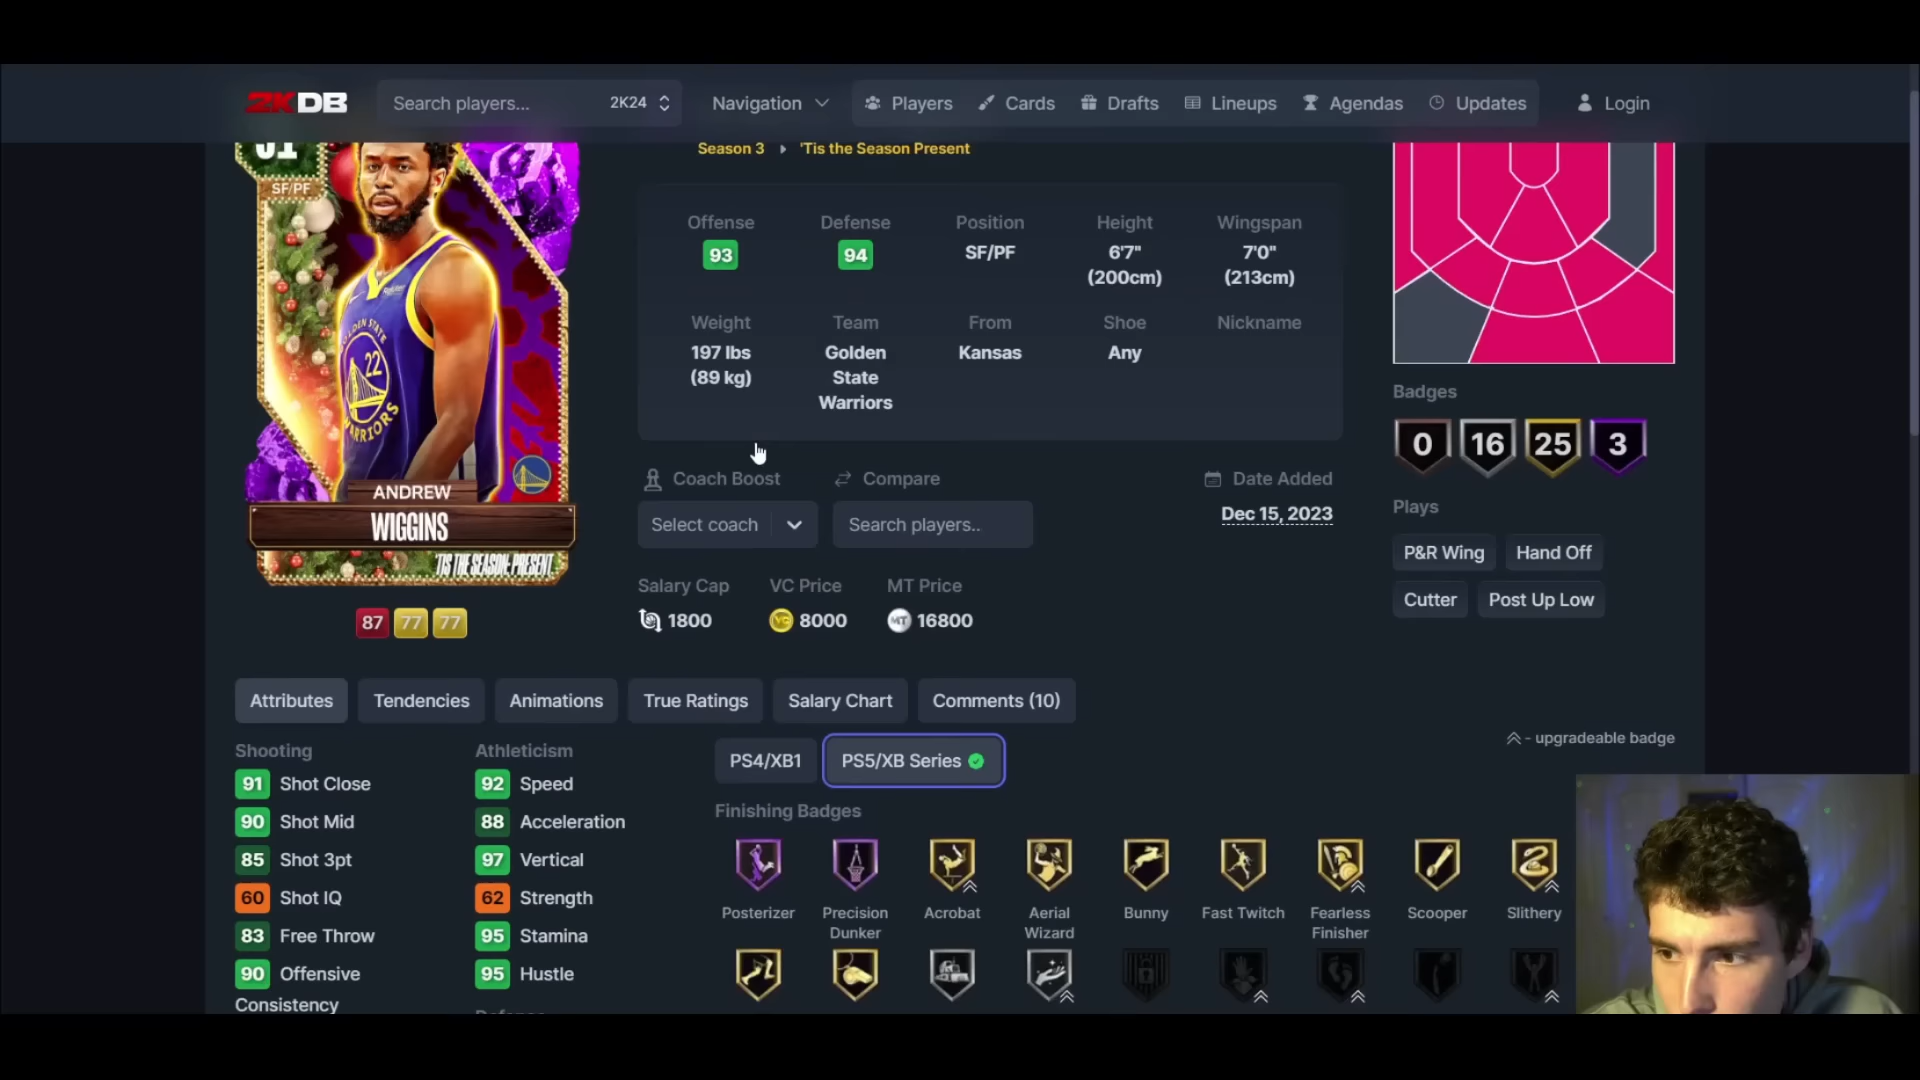 2KDB
Search players...
2K24
Navigation
Players
Cards
Drafts
Lineups
Agendas
Updates
Login
Season 3
'Tis the Season Present
91
SF/PF
GOLDEN STATE
22
WARRIORS
ANDREW
WIGGINS
'TIS THE SEASON: PRESENT
87
77
77
Offense
93
Defense
94
Position
SF/PF
Height
6'7"
(200cm)
Wingspan
7'0"
(213cm)
Weight
197 lbs
(89 kg)
Team
Golden
State
Warriors
From
Kansas
Shoe
Any
Nickname
Coach Boost
Select coach
Compare
Search players..
Date Added
Dec 15, 2023
Salary Cap
1800
VC Price
VC
8000
MT Price
MT
16800
Badges
0
16
25
3
Plays
P&R Wing
Hand Off
Cutter
Post Up Low
Attributes
Tendencies
Animations
True Ratings
Salary Chart
Comments (10)
Shooting
91 Shot Close
90 Shot Mid
85 Shot 3pt
60 Shot IQ
83 Free Throw
90 Offensive
Consistency
Athleticism
92 Speed
88 Acceleration
97 Vertical
62 Strength
95 Stamina
95 Hustle
PS4/XB1
PS5/XB Series
- upgradeable badge
Finishing Badges
Posterizer
Precision
Dunker
Acrobat
Aerial
Wizard
Bunny
Fast Twitch
Fearless
Finisher
Scooper
Slithery